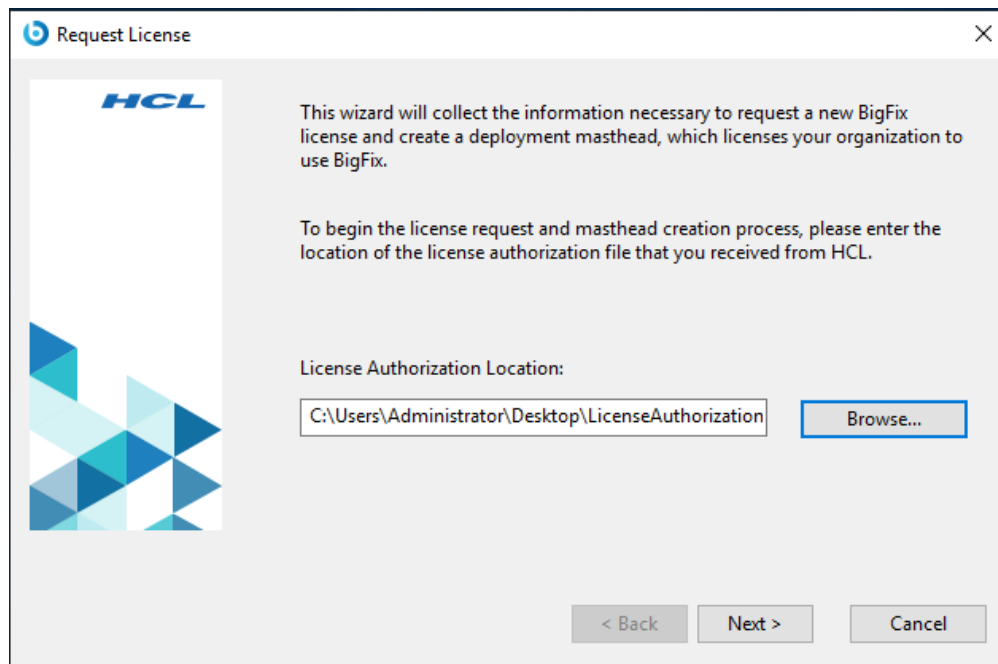 Request License
HCL
This wizard will collect the information necessary to request a new BigFix
license and create a deployment masthead, which licenses your organization to
use BigFix.
To begin the license request and masthead creation process, please enter the
location of the license authorization file that you received from HCL.
License Authorization Location:
C:\Users\Administrator\Desktop\LicenseAuthorization
Browse...
< Back
Next >
Cancel